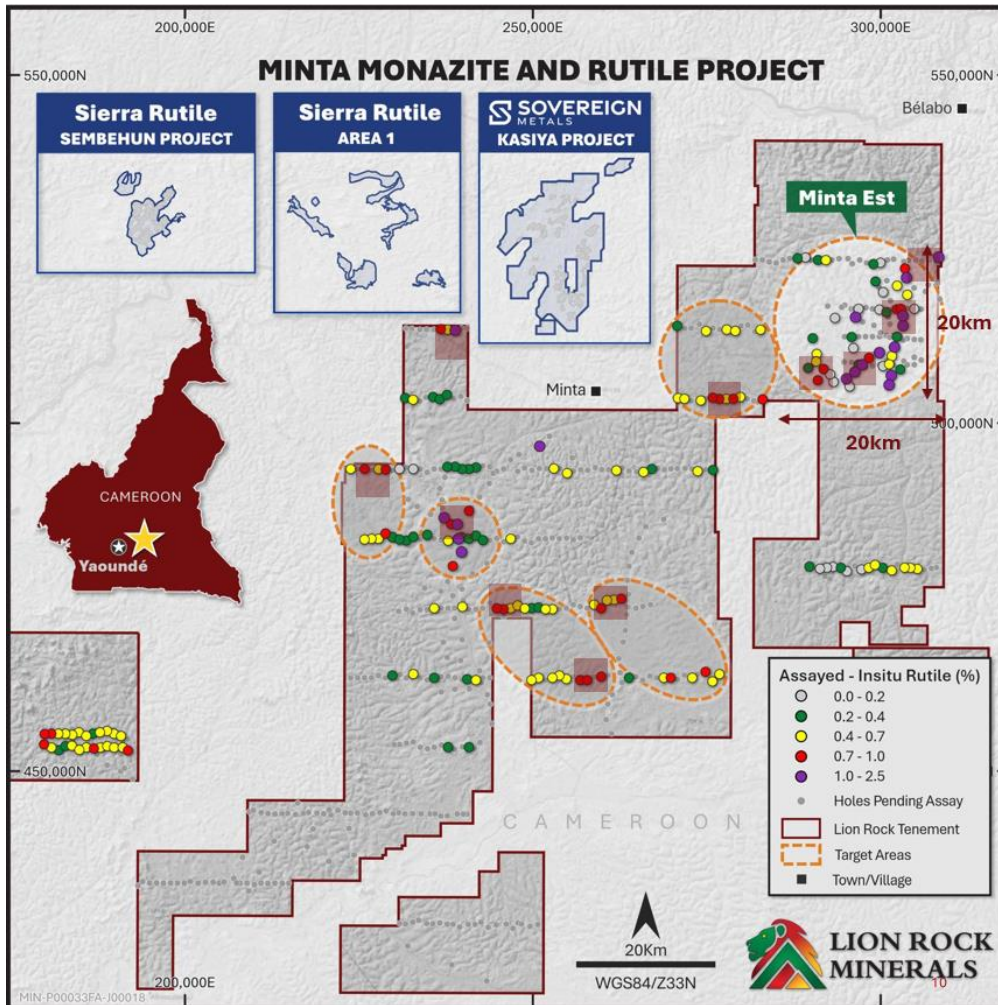 200,000E
250,000E
300,000E
550,000N
MINTA MONAZITE AND RUTILE PROJECT
550,000N
Sierra Rutile
SEMBEHUN PROJECT
Sierra Rutile
AREA 1
SOVEREIGN
METALS
KASIYA PROJECT
Bélabo
Minta Est
20km
Minta
300,000N
20km
CAMEROON
Yaoundé
Assayed - Insitu Rutile (%)
0.0 - 0.2
0.2 - 0.4
0.4 - 0.7
0.7 - 1.0
1.0 - 2.5
Holes Pending Assay
Lion Rock Tenement
Target Areas
Town/Village
450,000N
CAMEROON
20Km
WGS84/Z33N
LION ROCK
MINERALS
10
200,000E
250,000E
MIN-P00033FA-J00018